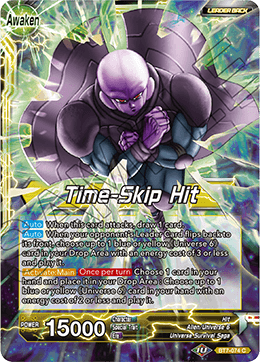 LEADER BACK
Awaken
Time-Skip Hit
Auto When this card attacks, draw 1 card.
Auto When your opponent's Leader Card flips back
to its front, choose up to 1 blue or yellow ⟨Universe 6⟩
card in your Drop Area with an energy cost of 3 or
less and play it.
Activate:Main Once per turn Choose 1 card in your
hand and place it in your Drop Area. Choose up to 1
blue or yellow ⟨Universe 6⟩ card in your hand with an
energy cost of 2 or less and play it.
POWER 15000
Character Hit
Special Trait Alien, Universe 6
Era Universe Survival Saga
BT7-074 C